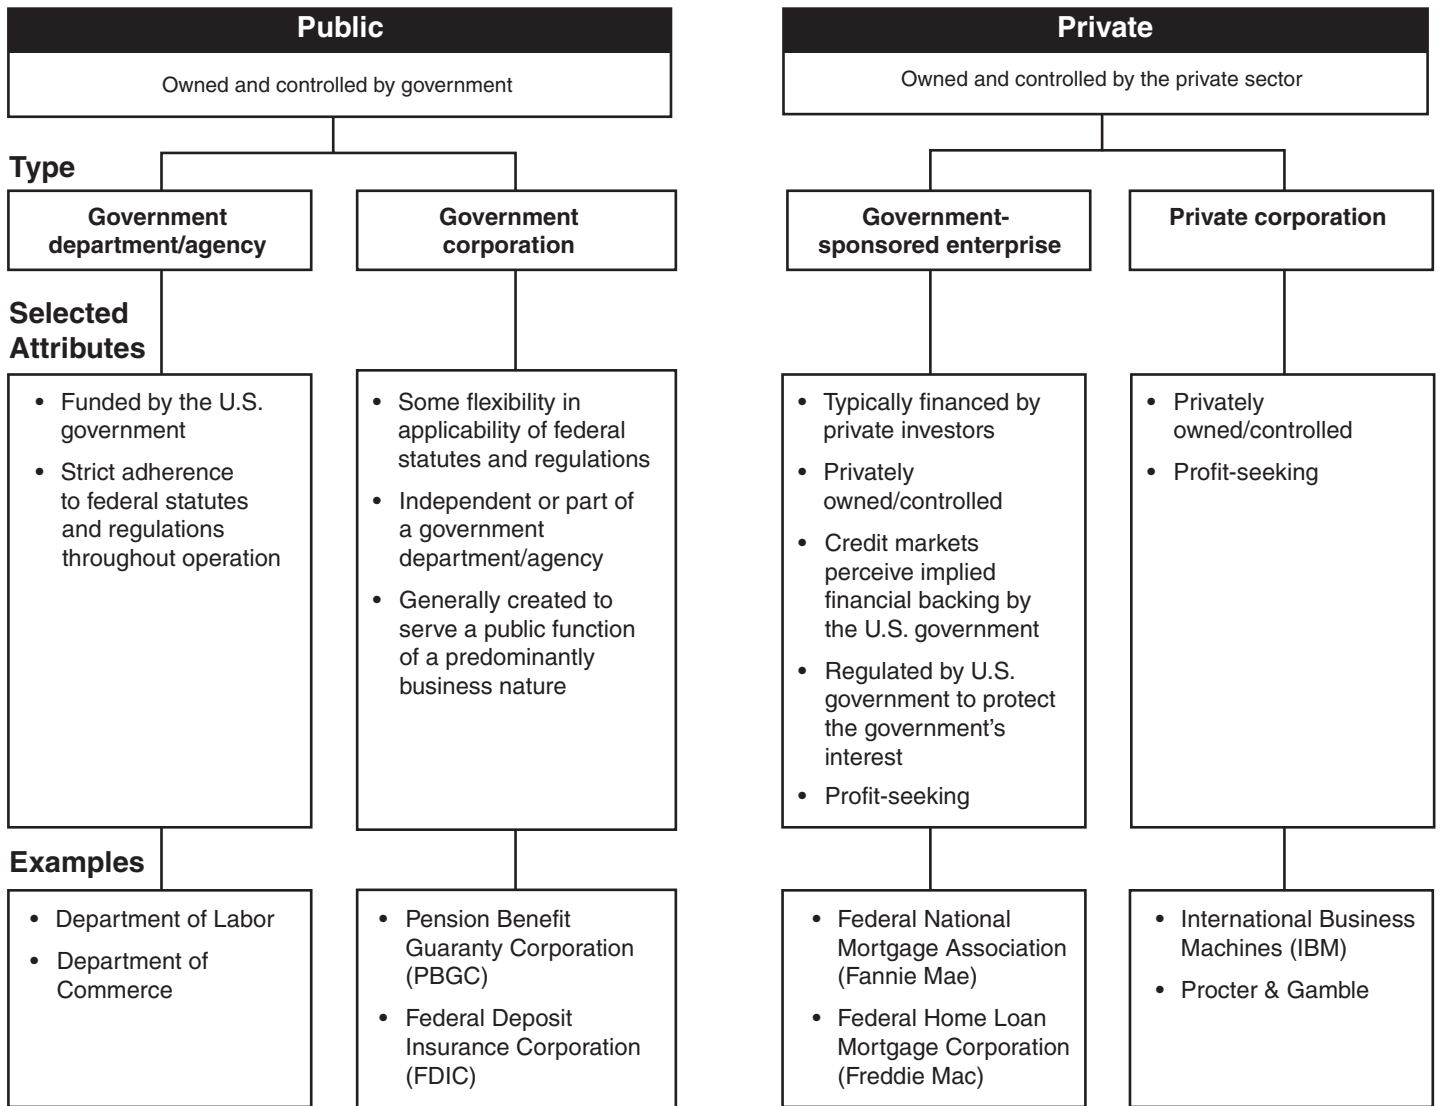 Public
Owned and controlled by government
Private
Owned and controlled by the private sector
Type
Government
department/agency
Government
corporation
Government-
sponsored enterprise
Private corporation
Selected
Attributes
• Funded by the U.S.
government
• Strict adherence
to federal statutes
and regulations
throughout operation
• Some flexibility in
applicability of federal
statutes and regulations
• Independent or part of
a government
department/agency
• Generally created to
serve a public function
of a predominantly
business nature
• Typically financed by
private investors
• Privately
owned/controlled
• Credit markets
perceive implied
financial backing by
the U.S. government
• Regulated by U.S.
government to protect
the government's
interest
• Profit-seeking
• Privately
owned/controlled
• Profit-seeking
Examples
• Department of Labor
• Department of
Commerce
• Pension Benefit
Guaranty Corporation
(PBGC)
• Federal Deposit
Insurance Corporation
(FDIC)
• Federal National
Mortgage Association
(Fannie Mae)
• Federal Home Loan
Mortgage Corporation
(Freddie Mac)
• International Business
Machines (IBM)
• Procter & Gamble